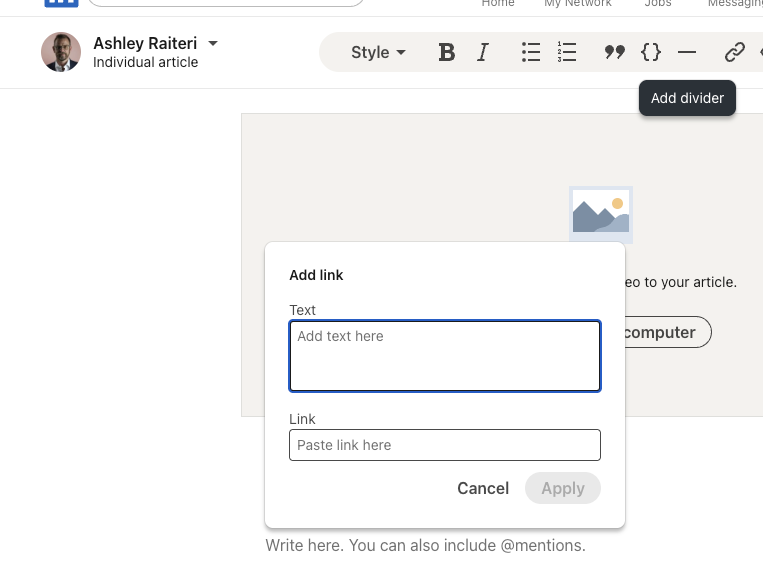 Home My Network Jobs Messaging
Ashley Raiteri
Individual article
Style B I
Add divider
eo to your article.
computer
Add link
Text
Add text here
Link
Paste link here
Cancel Apply
Write here. You can also include @mentions.